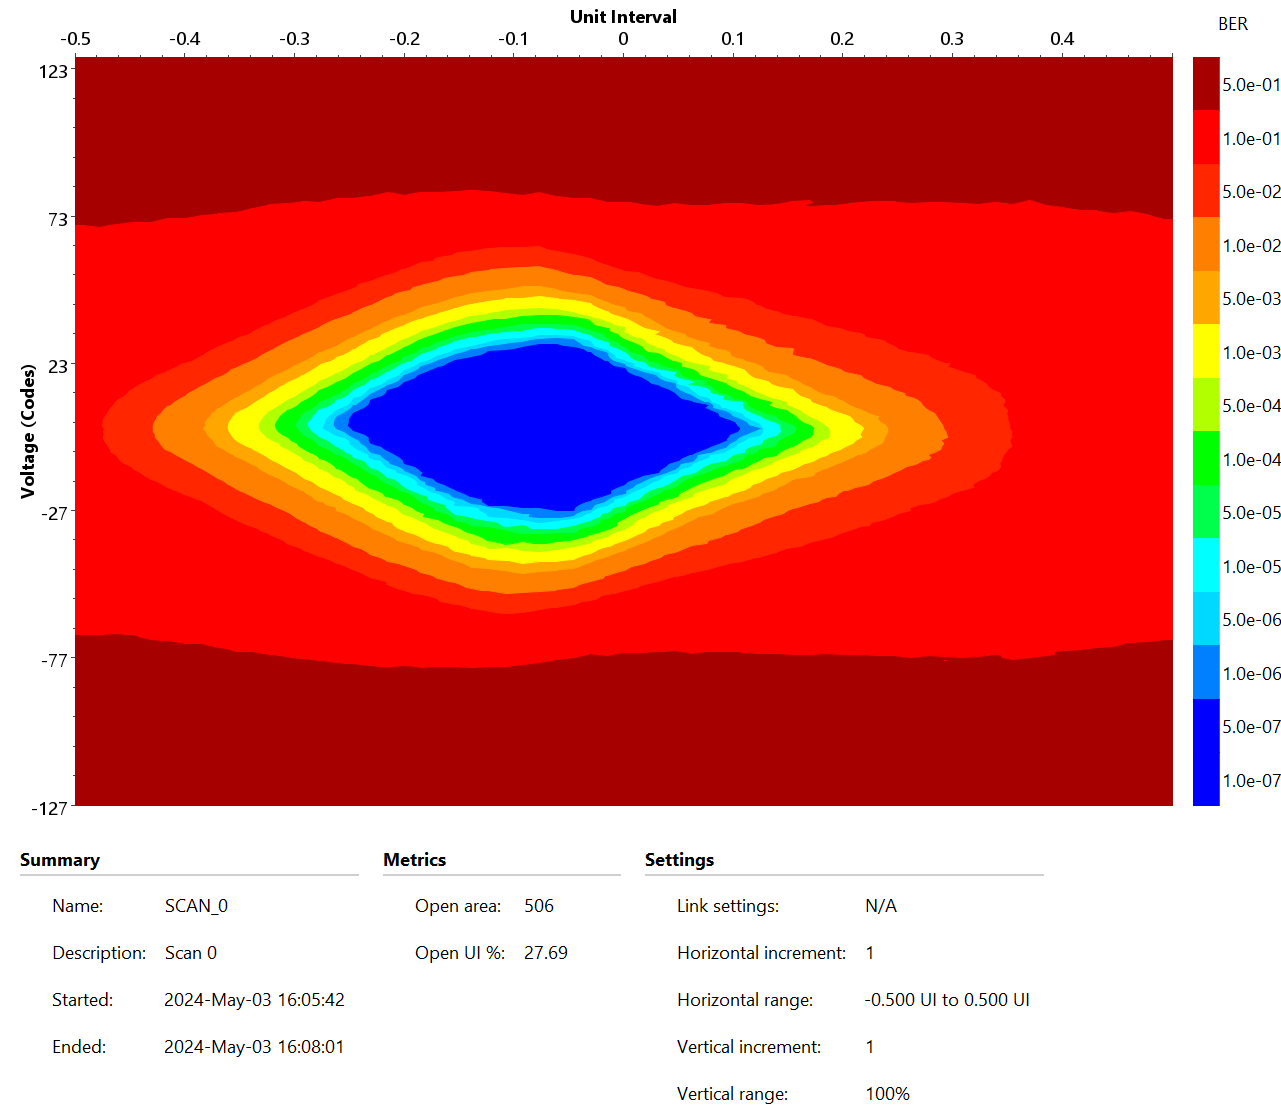 Unit Interval
-0.5 -0.4 -0.3 -0.2 -0.1 0 0.1 0.2 0.3 0.4
BER
123
73
23
-27
-77
-127
Voltage (Codes)
5.0e-01
1.0e-01
5.0e-02
1.0e-02
5.0e-03
1.0e-03
5.0e-04
1.0e-04
5.0e-05
1.0e-05
5.0e-06
1.0e-06
5.0e-07
1.0e-07
Summary
Name: SCAN_0
Description: Scan 0
Started: 2024-May-03 16:05:42
Ended: 2024-May-03 16:08:01
Metrics
Open area: 506
Open UI %: 27.69
Settings
Link settings: N/A
Horizontal increment: 1
Horizontal range: -0.500 UI to 0.500 UI
Vertical increment: 1
Vertical range: 100%